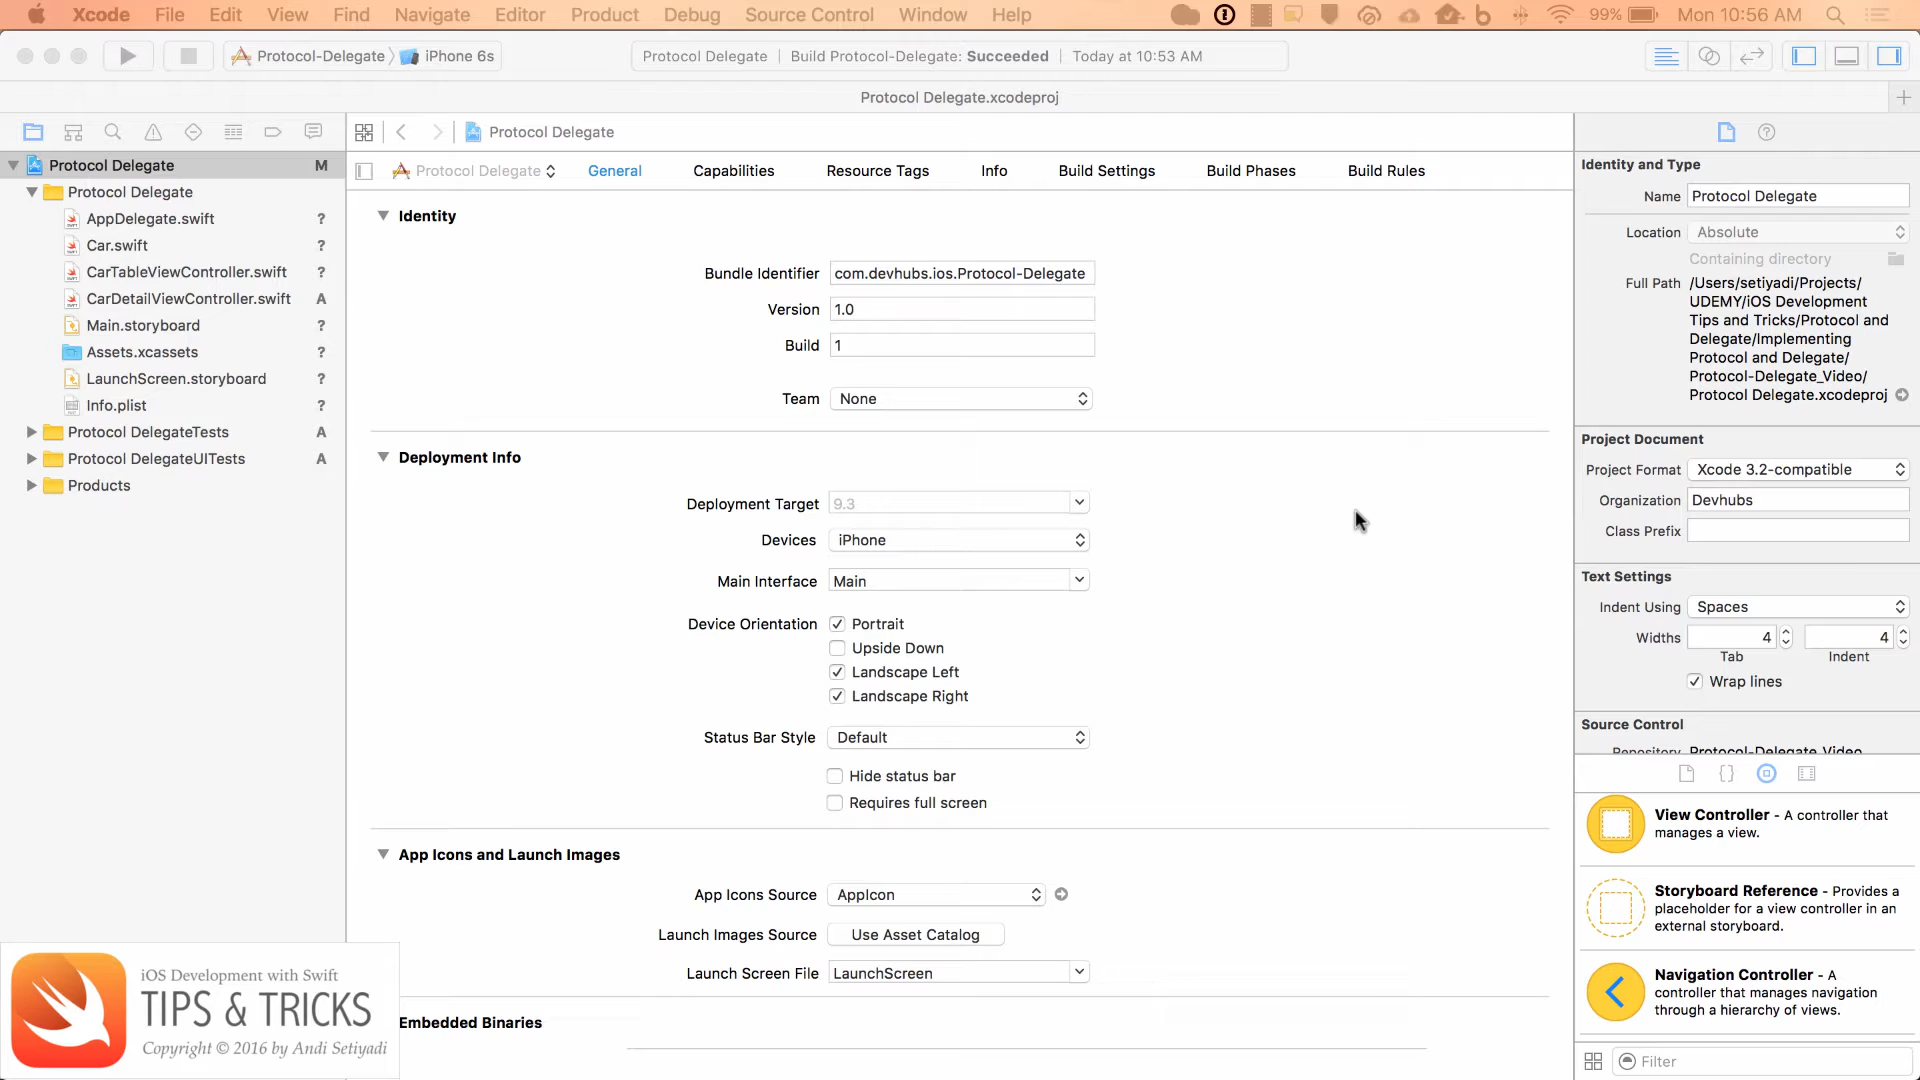 Xcode File Edit View Find Navigate Editor Product Debug Source Control Window Help 99% Mon 10:56 AM
Protocol-Delegate iPhone 6s Protocol Delegate Build Protocol-Delegate: Succeeded Today at 10:53 AM
Protocol Delegate.xcodeproj
Protocol Delegate
Protocol Delegate M
Protocol Delegate
AppDelegate.swift ?
Car.swift ?
CarTableViewController.swift ?
CarDetailViewController.swift A
Main.storyboard ?
Assets.xcassets ?
LaunchScreen.storyboard ?
Info.plist ?
Protocol DelegateTests A
Protocol DelegateUITests A
Products
Protocol Delegate General Capabilities Resource Tags Info Build Settings Build Phases Build Rules
Identity
Bundle Identifier com.devhubs.ios.Protocol-Delegate
Version 1.0
Build 1
Team None
Deployment Info
Deployment Target 9.3
Devices iPhone
Main Interface Main
Device Orientation Portrait
Upside Down
Landscape Left
Landscape Right
Status Bar Style Default
Hide status bar
Requires full screen
App Icons and Launch Images
App Icons Source AppIcon
Launch Images Source Use Asset Catalog
Launch Screen File LaunchScreen
Embedded Binaries
Identity and Type
Name Protocol Delegate
Location Absolute
Containing directory
Full Path /Users/setiyadi/Projects/
UDEMY/iOS Development
Tips and Tricks/Protocol and
Delegate/Implementing
Protocol and Delegate/
Protocol-Delegate_Video/
Protocol Delegate.xcodeproj
Project Document
Project Format Xcode 3.2-compatible
Organization Devhubs
Class Prefix
Text Settings
Indent Using Spaces
Widths 4 4
Tab Indent
Wrap lines
Source Control
Repository Protocol-Delegate_Video
View Controller - A controller that
manages a view.
Storyboard Reference - Provides a
placeholder for a view controller in an
external storyboard.
Navigation Controller - A
controller that manages navigation
through a hierarchy of views.
Filter
iOS Development with Swift
TIPS & TRICKS
Copyright © 2016 by Andi Setiyadi